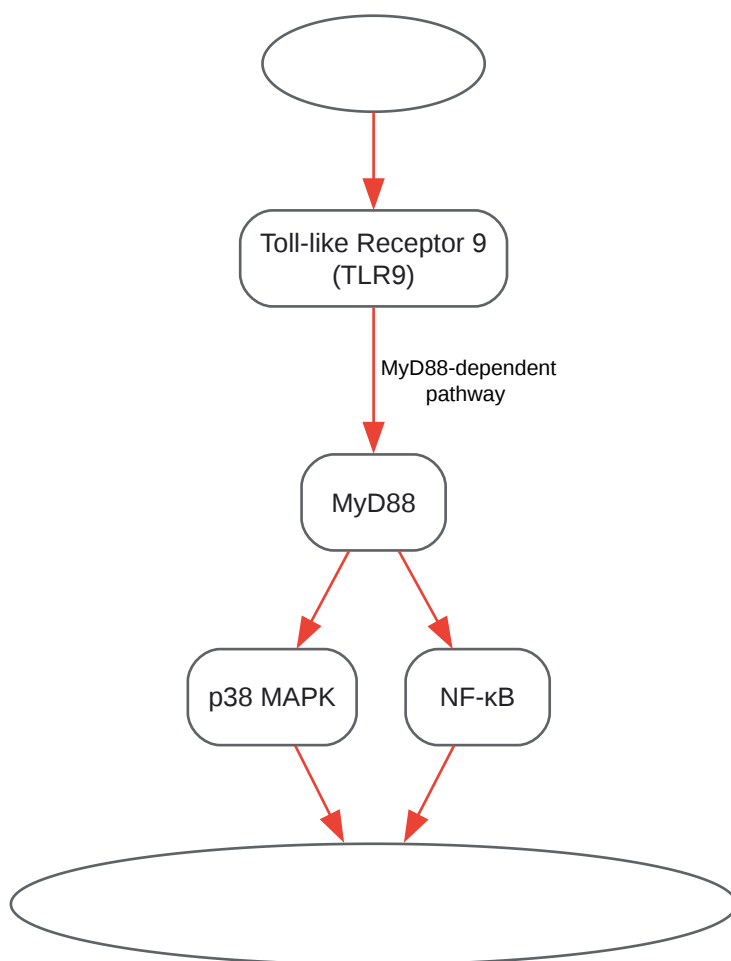 Toll-like Receptor 9
(TLR9)
MyD88-dependent
pathway
MyD88
p38 MAPK
NF-κB